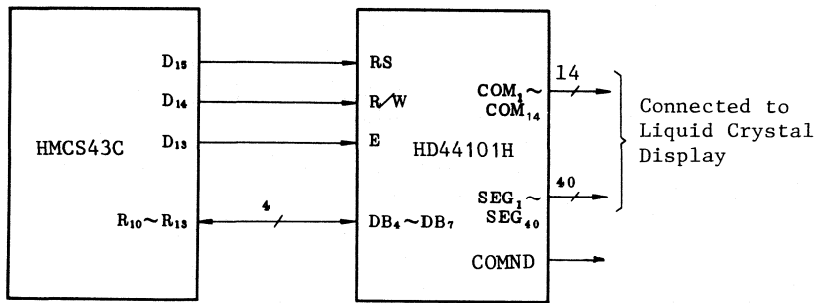 HMCS43C
D₁₅
D₁₄
D₁₃
R₁₀～R₁₃
4
HD44101H
RS
R/W
E
DB₄～DB₇
COM₁～
COM₁₄
SEG₁～
SEG₄₀
COMND
14
40
Connected to
Liquid Crystal
Display